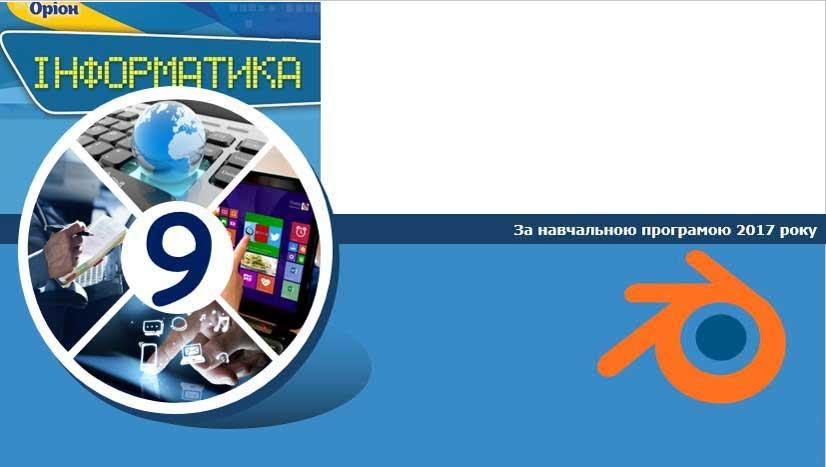 Оріон
ІНФОРМАТИКА
9
За навчальною програмою 2017 року